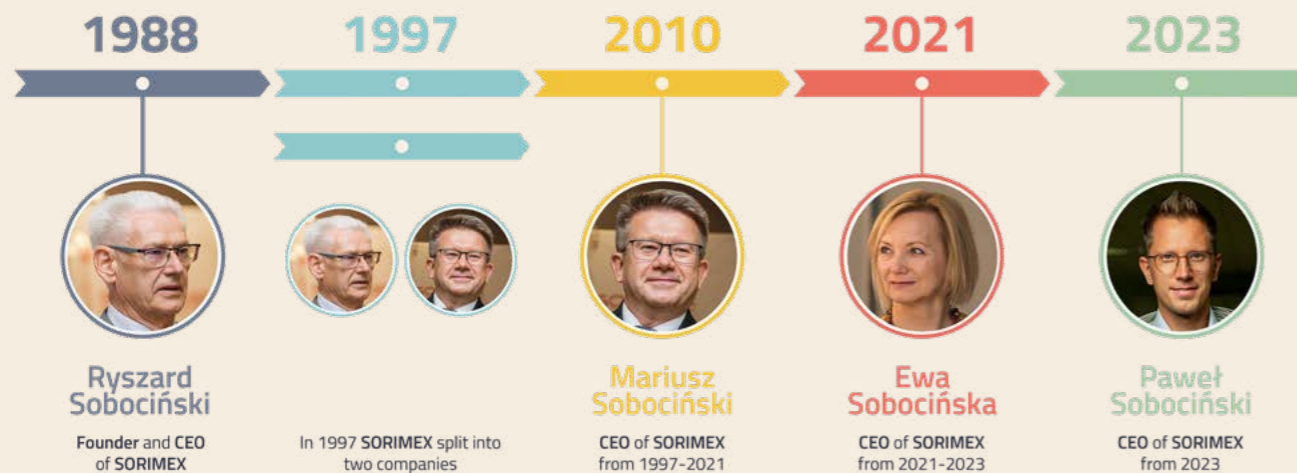 1988
1997
2010
2021
2023
Ryszard
Sobociński
Founder and CEO
of SORIMEX
In 1997 SORIMEX split into
two companies
Mariusz
Sobociński
CEO of SORIMEX
from 1997-2021
Ewa
Sobocińska
CEO of SORIMEX
from 2021-2023
Paweł
Sobociński
CEO of SORIMEX
from 2023